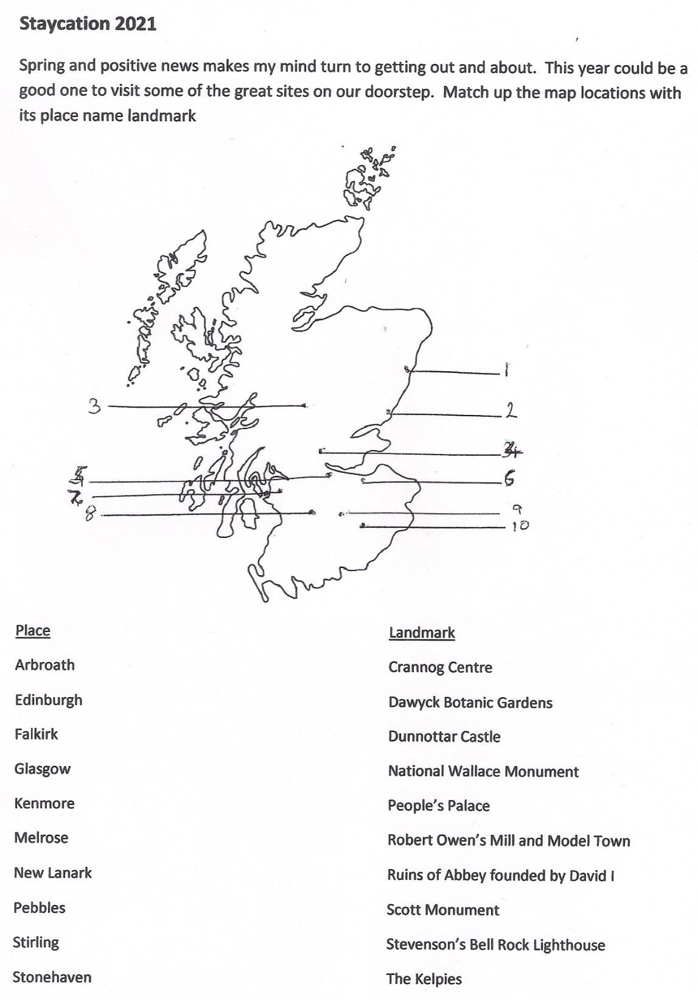 Staycation 2021
Spring and positive news makes my mind turn to getting out and about. This year could be a
good one to visit some of the great sites on our doorstep. Match up the map locations with
its place name landmark
1
3
2
6
8
9
10
Place
Landmark
Arbroath
Crannog Centre
Edinburgh
Dawyck Botanic Gardens
Falkirk
Dunnottar Castle
Glasgow
National Wallace Monument
Kenmore
People's Palace
Melrose
Robert Owen's Mill and Model Town
New Lanark
Ruins of Abbey founded by David I
Pebbles
Scott Monument
Stirling
Stevenson's Bell Rock Lighthouse
Stonehaven
The Kelpies